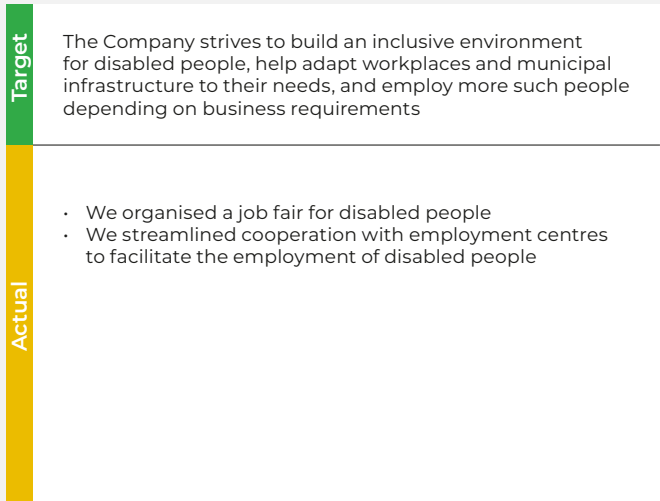 Target
The Company strives to build an inclusive environment
for disabled people, help adapt workplaces and municipal
infrastructure to their needs, and employ more such people
depending on business requirements
Actual
• We organised a job fair for disabled people
• We streamlined cooperation with employment centres
to facilitate the employment of disabled people